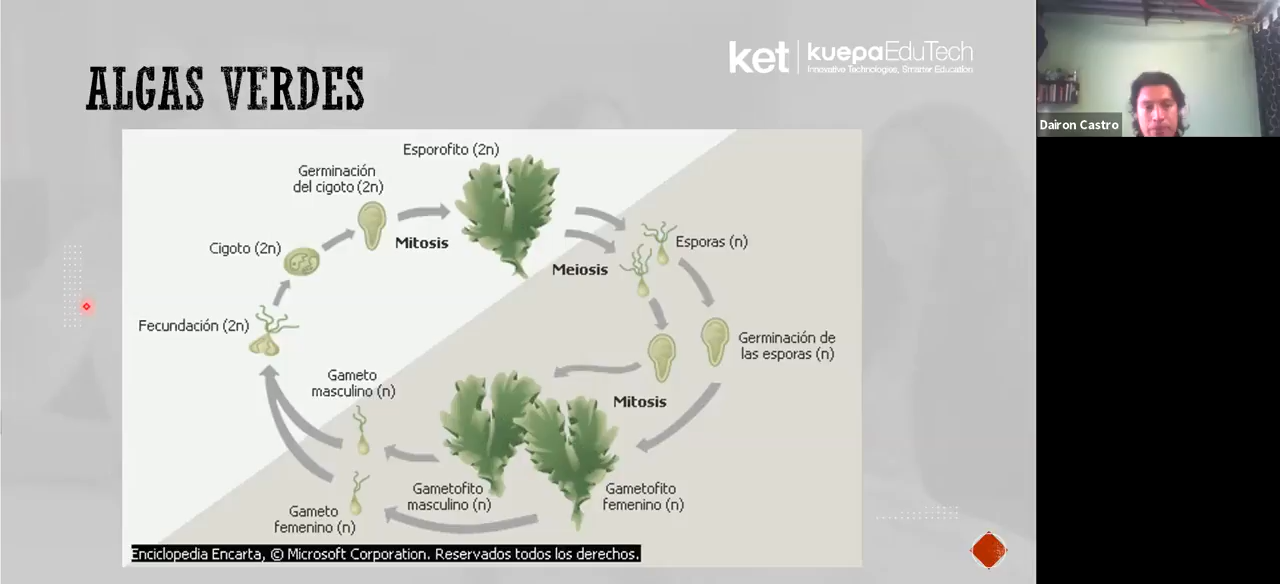 ket | kuepaEduTech
Innovative Technologies, Smarter Education
ALGAS VERDES
Dairon Castro
Esporofito (2n)
Germinación
del cigoto (2n)
Mitosis
Cigoto (2n)
Esporas (n)
Meiosis
Fecundación (2n)
Germinación de
las esporas (n)
Gameto
masculino (n)
Mitosis
Gametofito
masculino (n)
Gametofito
femenino (n)
Gameto
femenino (n)
Enciclopedia Encarta, © Microsoft Corporation. Reservados todos los derechos.